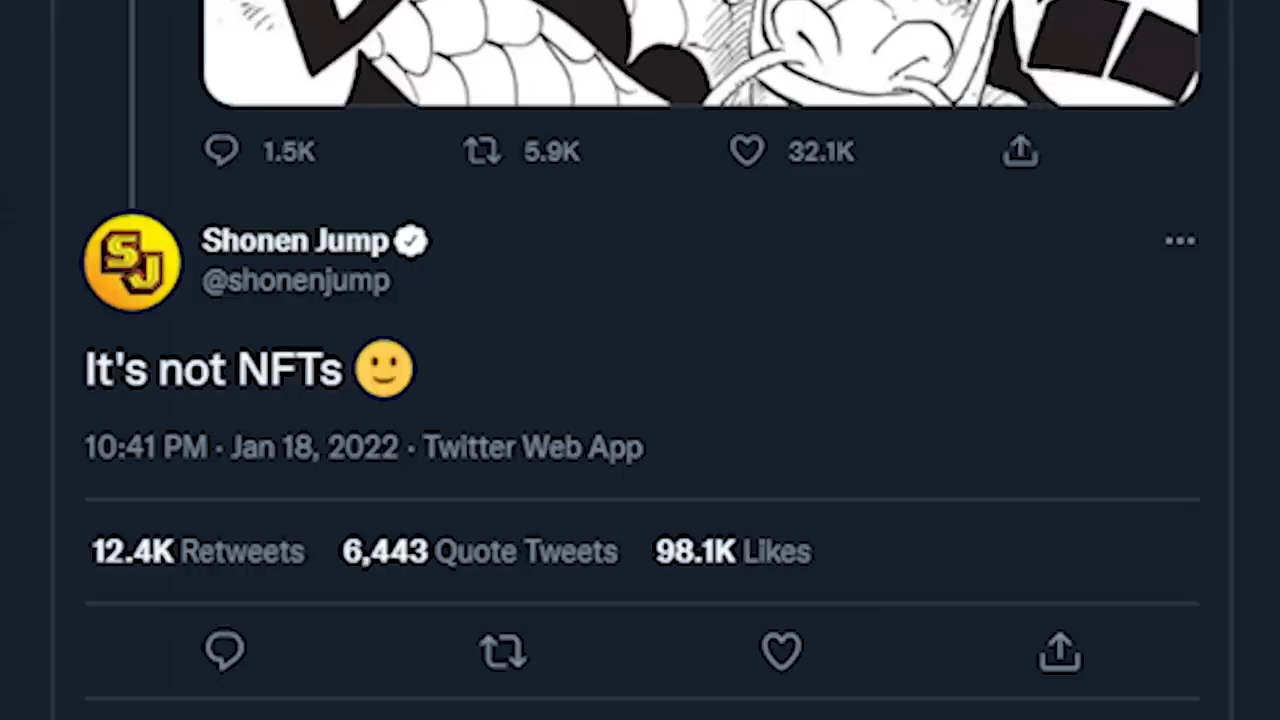 1.5K 5.9K 32.1K
SJ
Shonen Jump
@shonenjump
It's not NFTs 🙂
10:41 PM · Jan 18, 2022 · Twitter Web App
12.4K Retweets 6,443 Quote Tweets 98.1K Likes